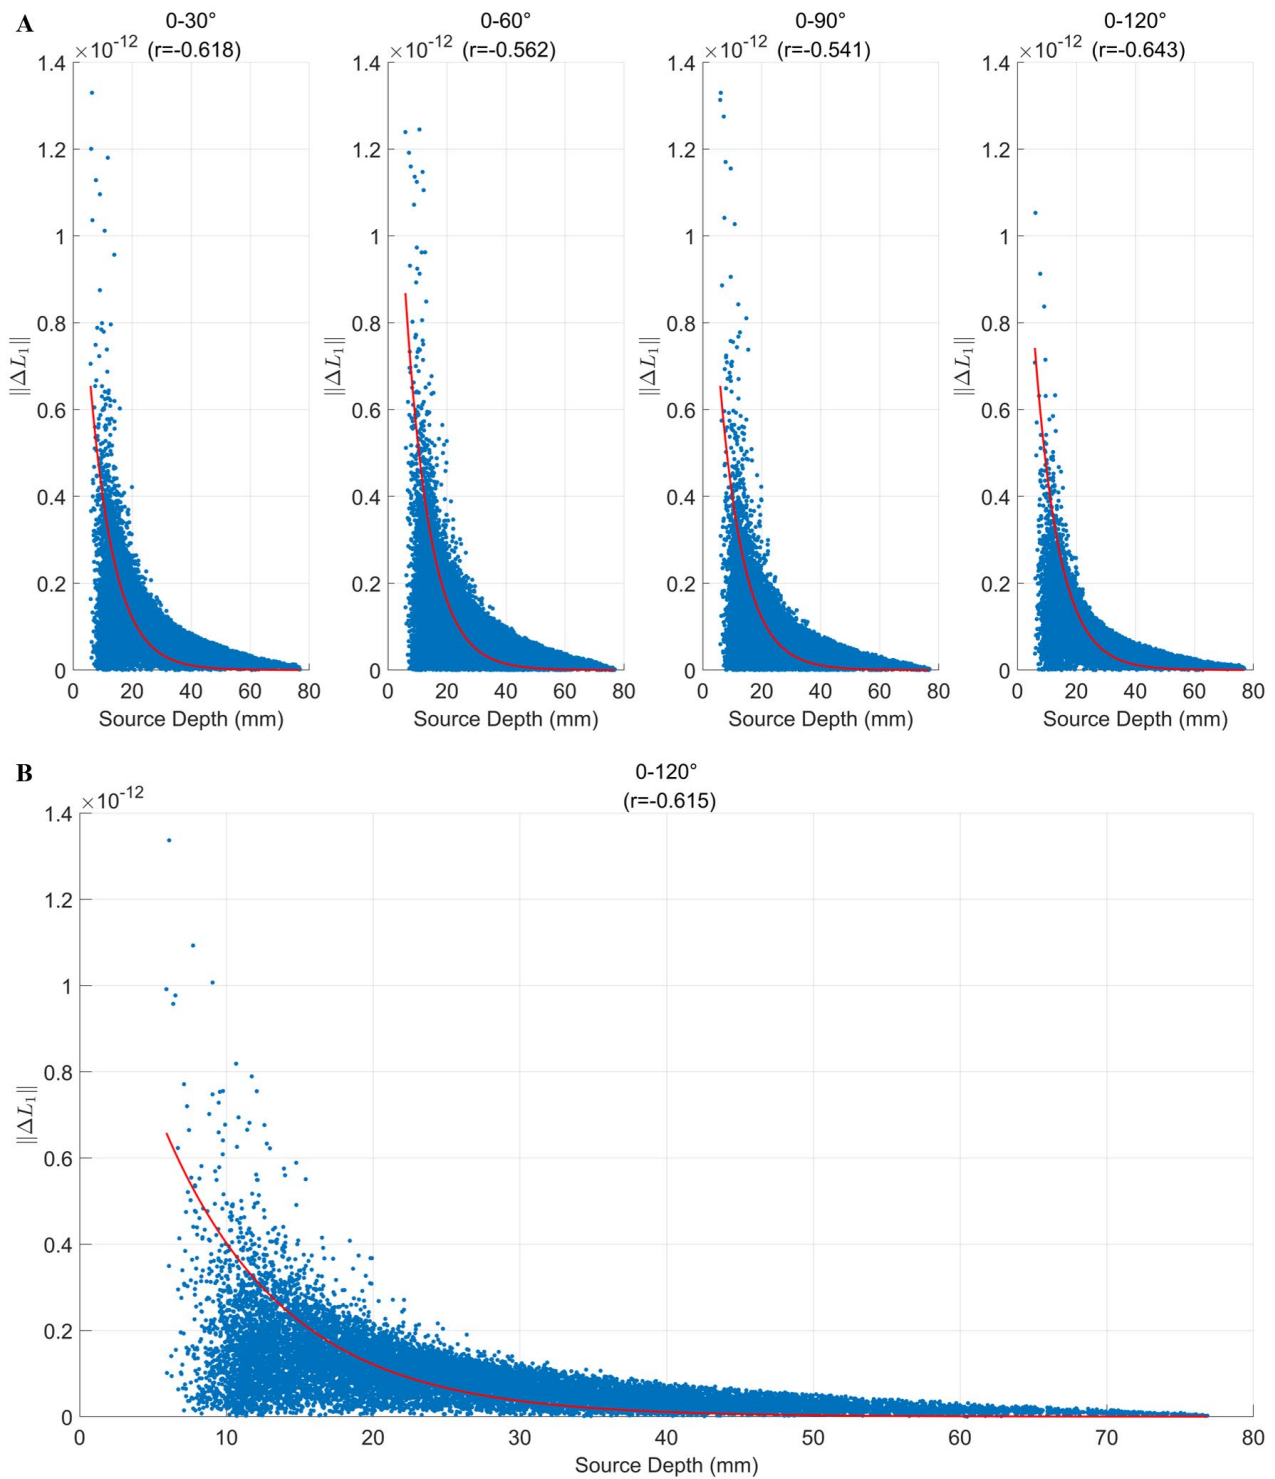 A
0-30°
×10⁻¹² (r=-0.618)
1.4
1.2
1
0.8
0.6
0.4
0.2
0
||ΔL₁||
0 20 40 60 80
Source Depth (mm)
0-60°
×10⁻¹² (r=-0.562)
1.4
1.2
1
0.8
0.6
0.4
0.2
0
||ΔL₁||
0 20 40 60 80
Source Depth (mm)
0-90°
×10⁻¹² (r=-0.541)
1.4
1.2
1
0.8
0.6
0.4
0.2
0
||ΔL₁||
0 20 40 60 80
Source Depth (mm)
0-120°
×10⁻¹² (r=-0.643)
1.4
1.2
1
0.8
0.6
0.4
0.2
0
||ΔL₁||
0 20 40 60 80
Source Depth (mm)
B
0-120°
(r=-0.615)
×10⁻¹²
1.4
1.2
1
0.8
0.6
0.4
0.2
0
||ΔL₁||
0 10 20 30 40 50 60 70 80
Source Depth (mm)